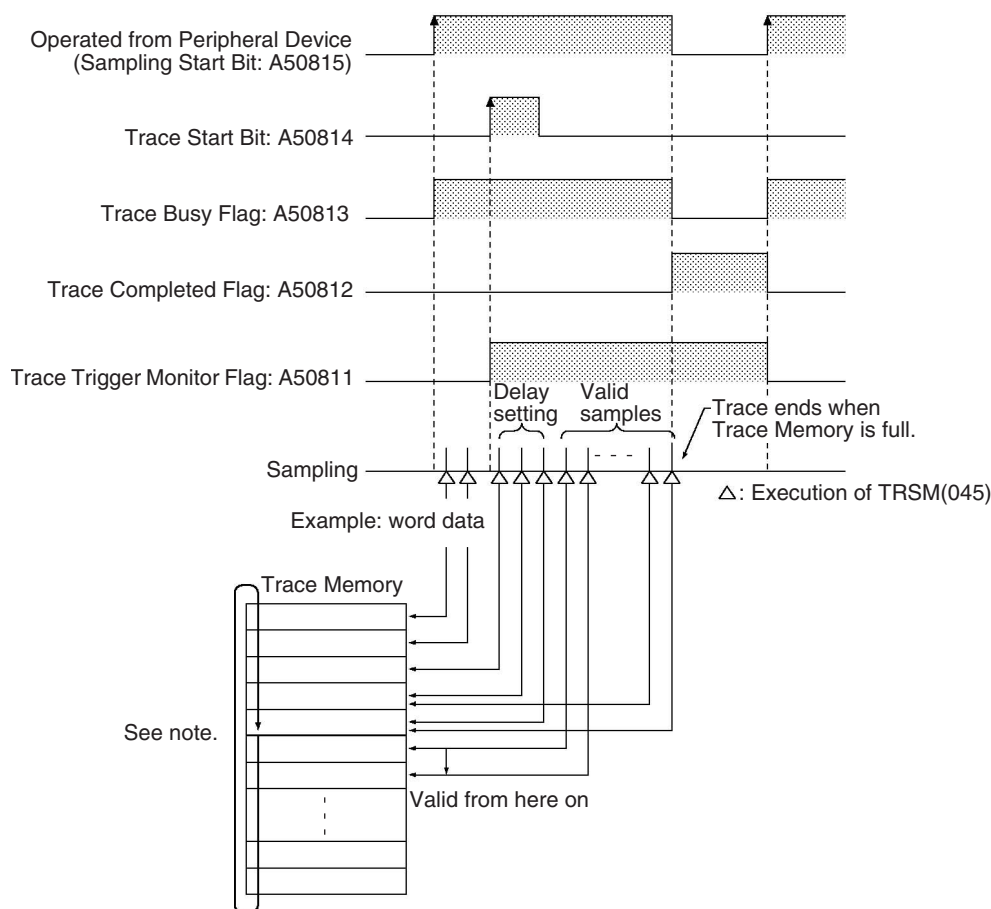 Operated from Peripheral Device
(Sampling Start Bit: A50815)
Trace Start Bit: A50814
Trace Busy Flag: A50813
Trace Completed Flag: A50812
Trace Trigger Monitor Flag: A50811
Delay
setting
Valid
samples
Trace ends when
Trace Memory is full.
Sampling
△: Execution of TRSM(045)
Example: word data
Trace Memory
See note.
Valid from here on